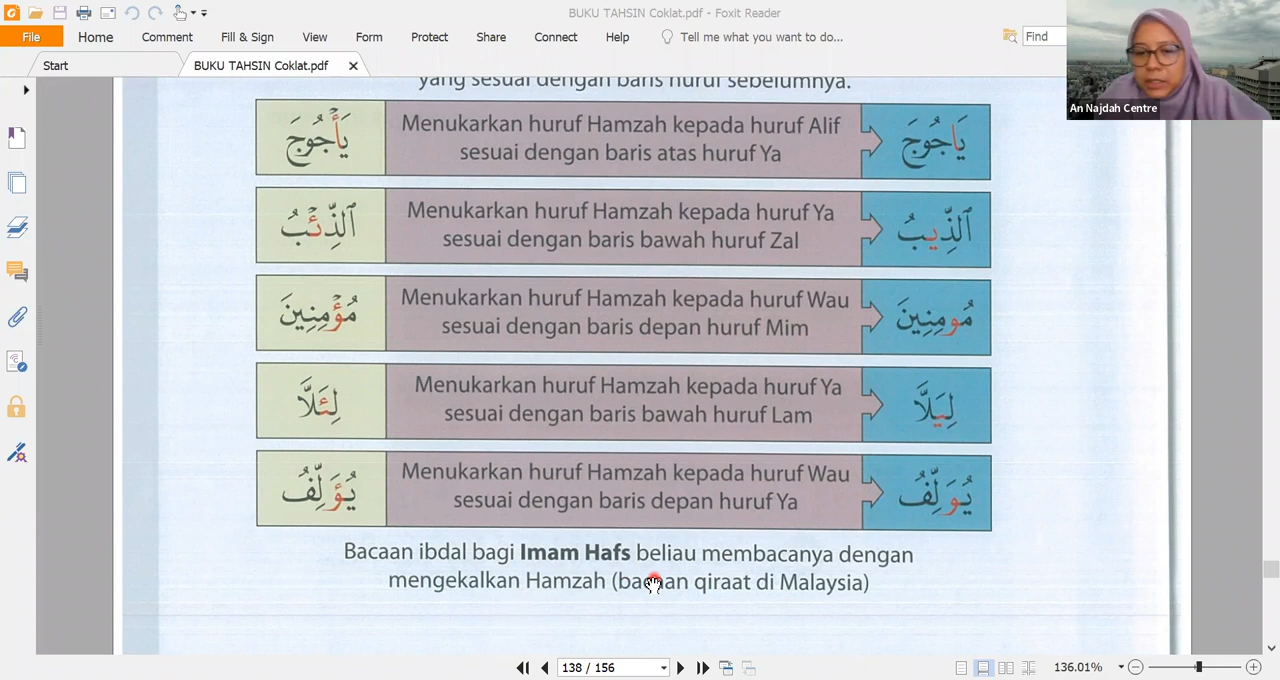 BUKU TAHSIN Coklat.pdf - Foxit Reader
File Home Comment Fill & Sign View Form Protect Share Connect Help Tell me what you want to do... Find
Start BUKU TAHSIN Coklat.pdf
An Najdah Centre
yang sesuai dengan baris huruf sebelumnya.
يَأۡجُوجَ
Menukarkan huruf Hamzah kepada huruf Alif
sesuai dengan baris atas huruf Ya
يَاجُوجَ
ٱلذِّئۡبُ
Menukarkan huruf Hamzah kepada huruf Ya
sesuai dengan baris bawah huruf Zal
ٱلذِّيبُ
مُؤۡمِنِينَ
Menukarkan huruf Hamzah kepada huruf Wau
sesuai dengan baris depan huruf Mim
مُومِنِينَ
لِئَلَّا
Menukarkan huruf Hamzah kepada huruf Ya
sesuai dengan baris bawah huruf Lam
لِيَلَّا
يُؤَلِّفُ
Menukarkan huruf Hamzah kepada huruf Wau
sesuai dengan baris depan huruf Ya
يُوَلِّفُ
Bacaan ibdal bagi Imam Hafs beliau membacanya dengan
mengekalkan Hamzah (bacaan qiraat di Malaysia)
138 / 156 136.01%